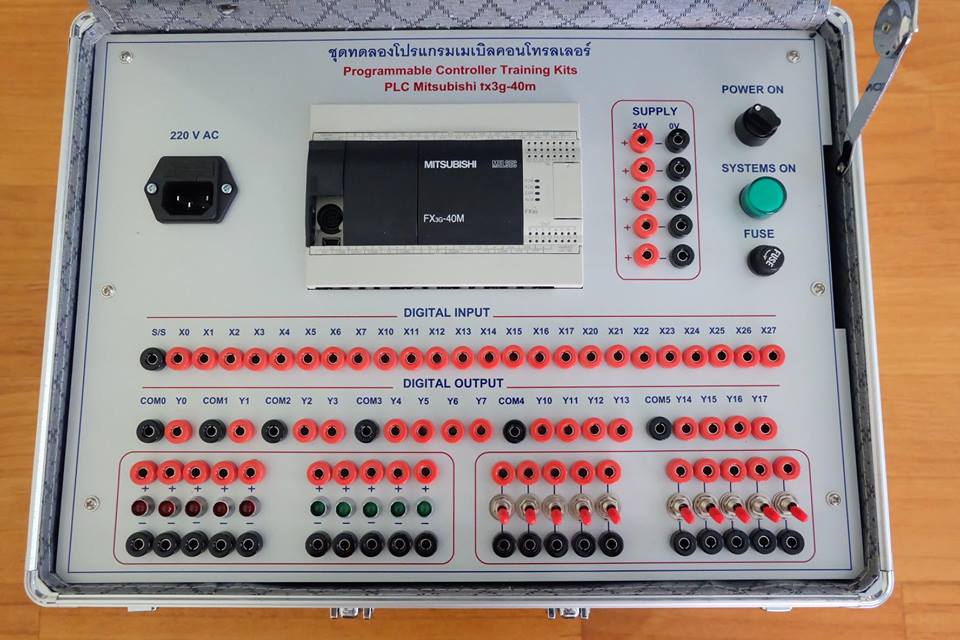 ชุดทดลองโปรแกรมเมเบิลคอนโทรลเลอร์
Programmable Controller Training Kits
PLC Mitsubishi fx3g-40m
220 V AC
MITSUBISHI
MELSEC
FX3G-40M
FX3G
SUPPLY
24V 0V
+ -
+ -
+ -
+ -
+ -
POWER ON
SYSTEMS ON
FUSE
FUSE
DIGITAL INPUT
S/S X0 X1 X2 X3 X4 X5 X6 X7 X10 X11 X12 X13 X14 X15 X16 X17 X20 X21 X22 X23 X24 X25 X26 X27
DIGITAL OUTPUT
COM0 Y0 COM1 Y1 COM2 Y2 Y3 COM3 Y4 Y5 Y6 Y7 COM4 Y10 Y11 Y12 Y13 COM5 Y14 Y15 Y16 Y17
+ + + + + + + + + +
- - - - - - - - - -